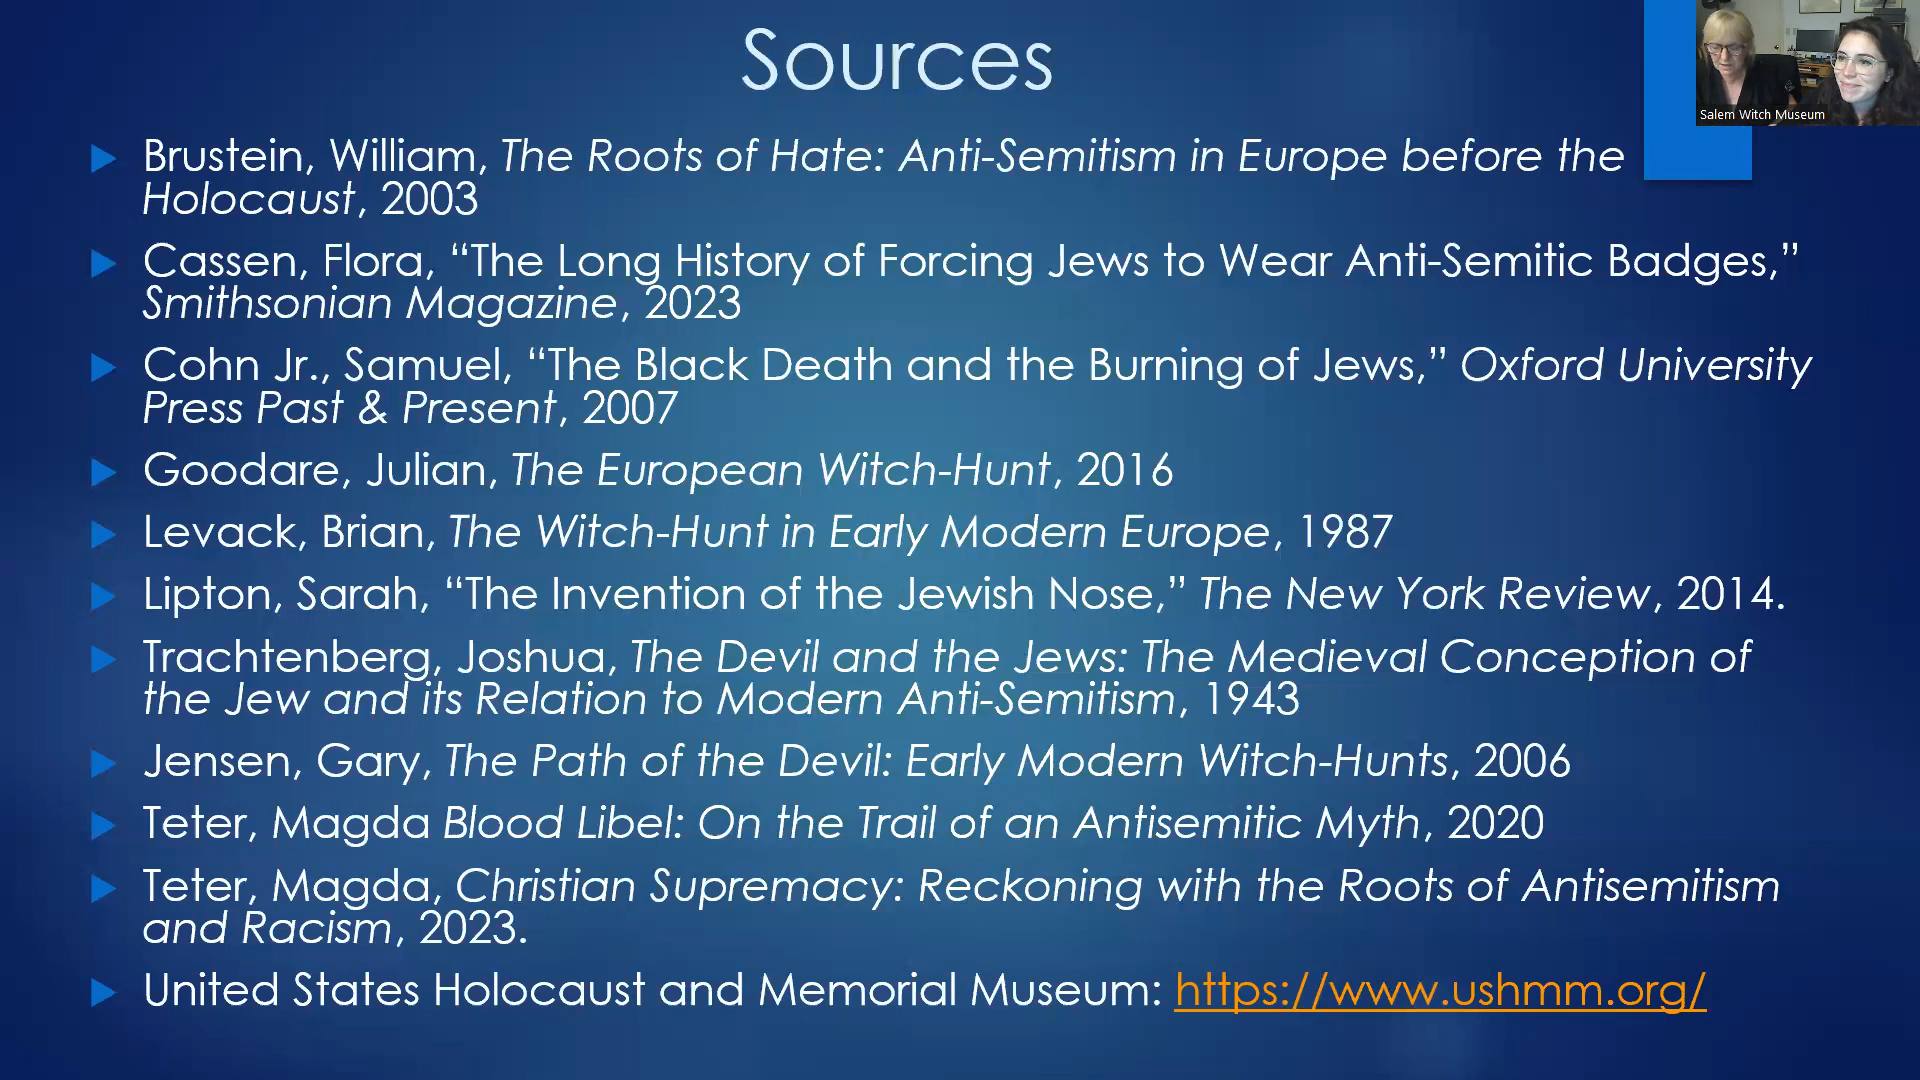 Sources
Salem Witch Museum
Brustein, William, The Roots of Hate: Anti-Semitism in Europe before the
Holocaust, 2003
Cassen, Flora, “The Long History of Forcing Jews to Wear Anti-Semitic Badges,”
Smithsonian Magazine, 2023
Cohn Jr., Samuel, “The Black Death and the Burning of Jews,” Oxford University
Press Past & Present, 2007
Goodare, Julian, The European Witch-Hunt, 2016
Levack, Brian, The Witch-Hunt in Early Modern Europe, 1987
Lipton, Sarah, “The Invention of the Jewish Nose,” The New York Review, 2014.
Trachtenberg, Joshua, The Devil and the Jews: The Medieval Conception of
the Jew and its Relation to Modern Anti-Semitism, 1943
Jensen, Gary, The Path of the Devil: Early Modern Witch-Hunts, 2006
Teter, Magda Blood Libel: On the Trail of an Antisemitic Myth, 2020
Teter, Magda, Christian Supremacy: Reckoning with the Roots of Antisemitism
and Racism, 2023.
United States Holocaust and Memorial Museum: https://www.ushmm.org/